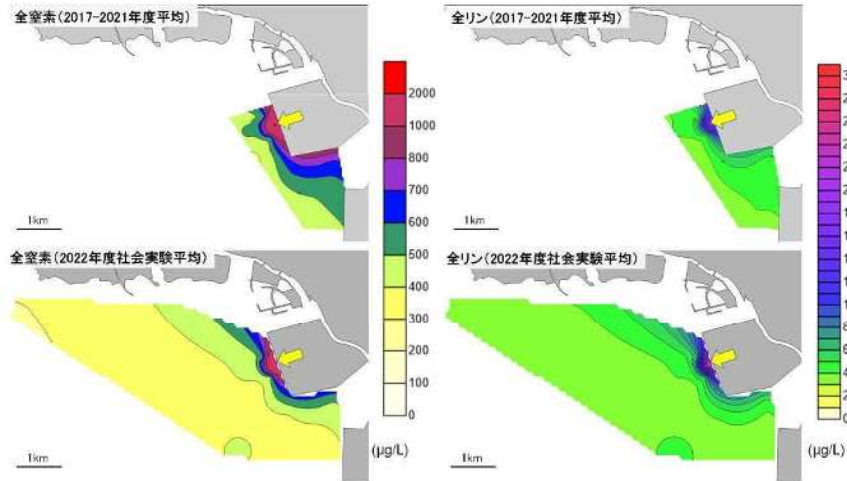 全窒素(2017-2021年度平均)
全リン(2017-2021年度平均)
2000
1000
800
700
600
500
400
300
200
100
0
(μg/L)
1km
1km
全窒素(2022年度社会実験平均)
全リン(2022年度社会実験平均)
(μg/L)
1km
1km